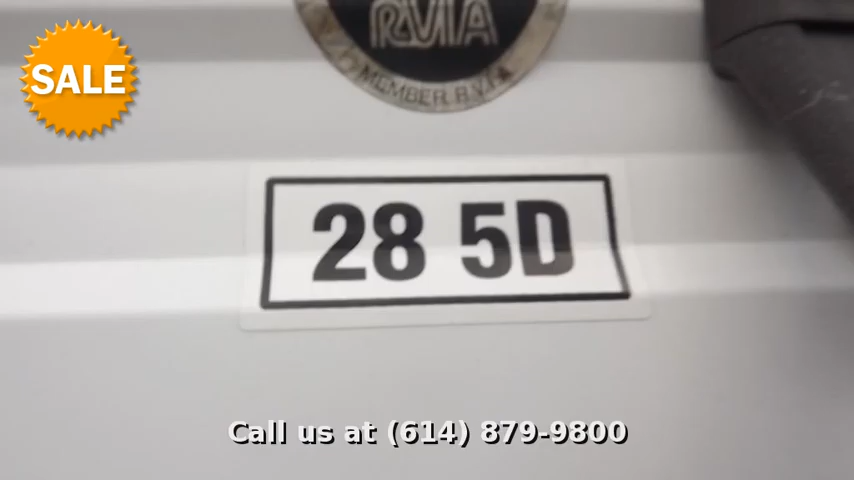 RVIA
MEMBER R.V.I.A.
SALE
28 5D
Call us at (614) 879-9800